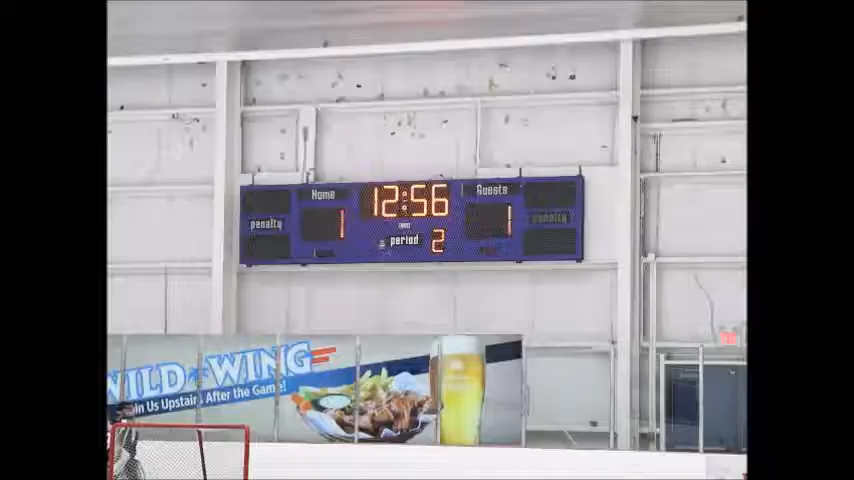 Home 12:56 Guests
penalty 1 1 penalty
period 2
WILD WING
Join Us Upstairs After the Game!